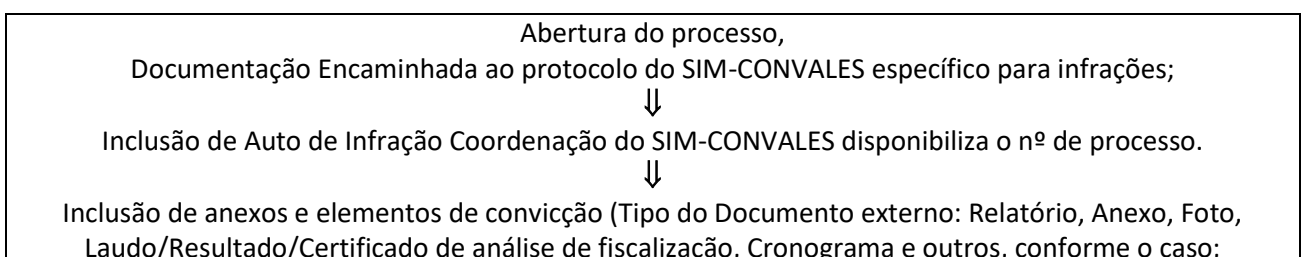 Abertura do processo,
Documentação Encaminhada ao protocolo do SIM-CONVALES específico para infrações;
⇓
Inclusão de Auto de Infração Coordenação do SIM-CONVALES disponibiliza o nº de processo.
⇓
Inclusão de anexos e elementos de convicção (Tipo do Documento externo: Relatório, Anexo, Foto,
Laudo/Resultado/Certificado de análise de fiscalização, Cronograma e outros, conforme o caso;